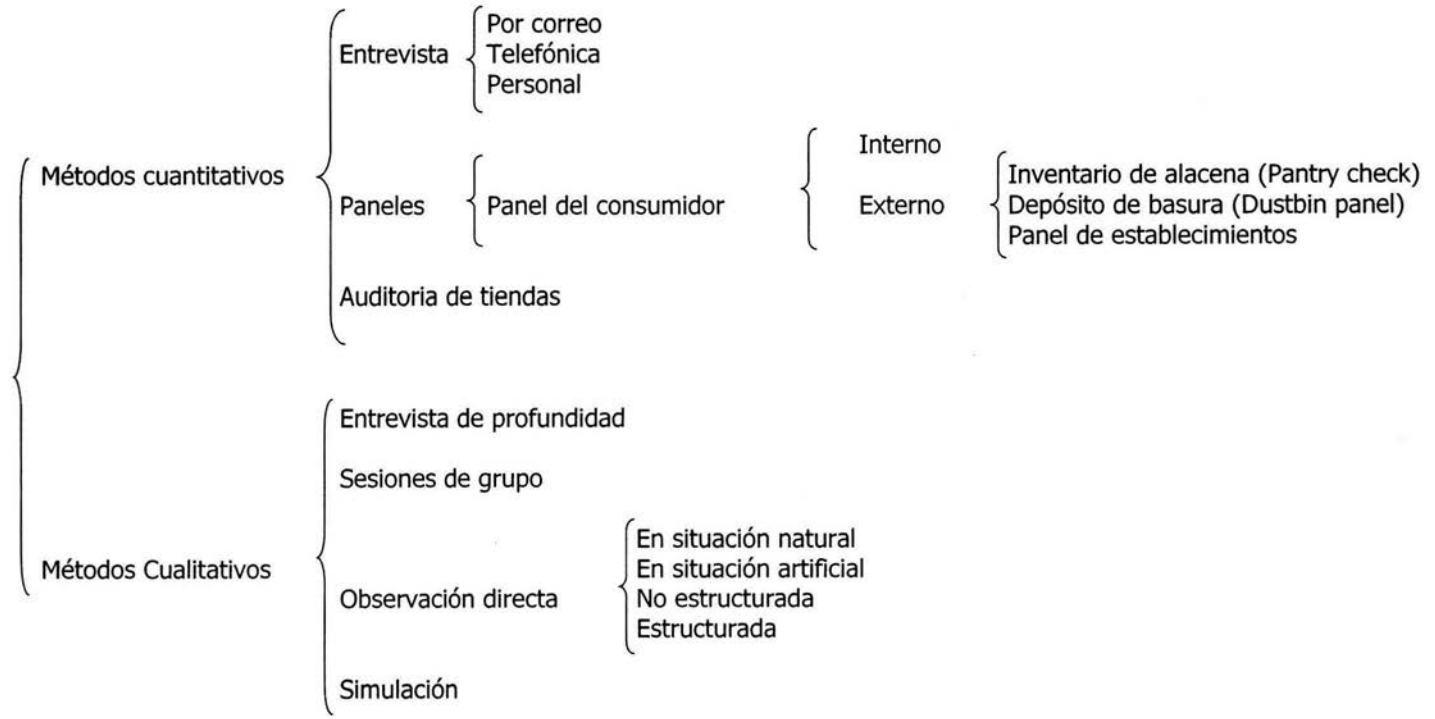 Métodos cuantitativos
Entrevista
Por correo
Telefónica
Personal
Paneles
Panel del consumidor
Interno
Externo
Inventario de alacena (Pantry check)
Depósito de basura (Dustbin panel)
Panel de establecimientos
Auditoria de tiendas
Métodos Cualitativos
Entrevista de profundidad
Sesiones de grupo
Observación directa
En situación natural
En situación artificial
No estructurada
Estructurada
Simulación